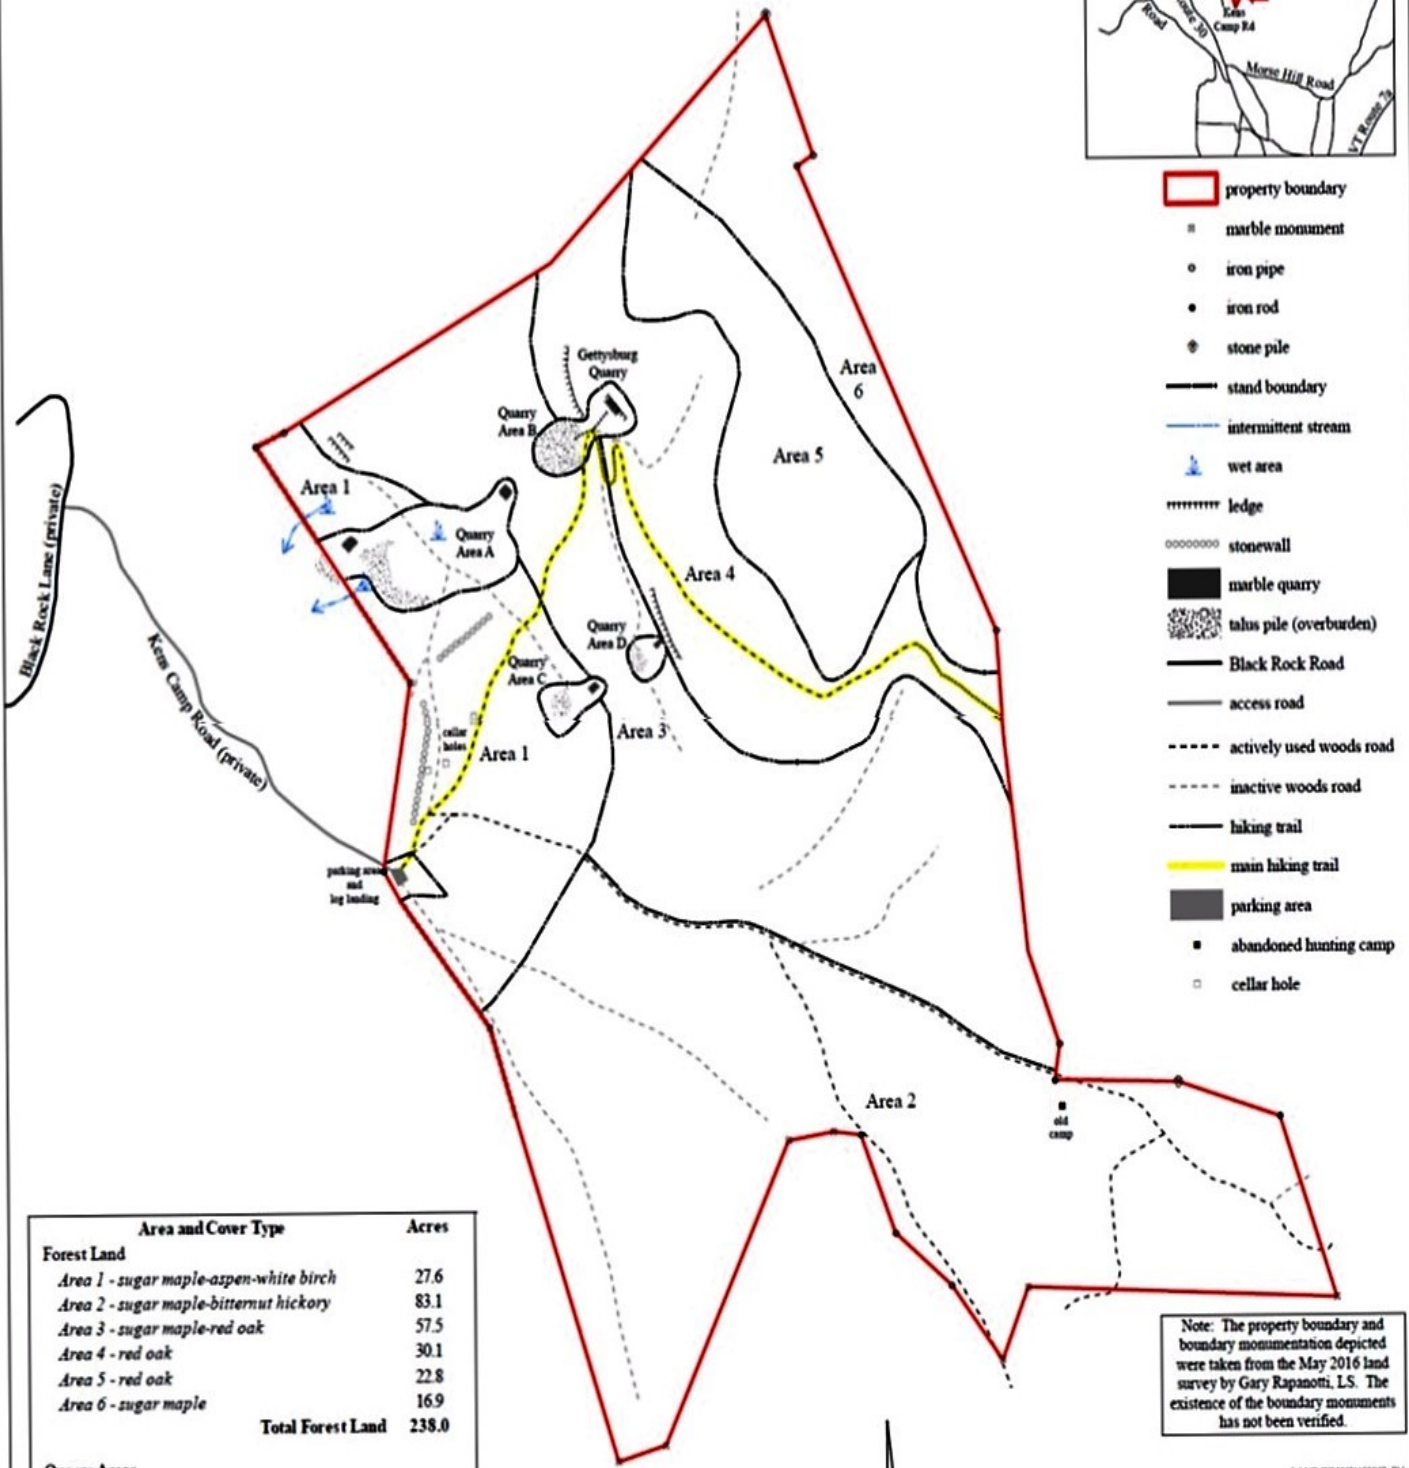 Road
Route 30
Kens
Camp Rd
Morse Hill Road
VT Route 7a
property boundary
marble monument
iron pipe
iron rod
stone pile
stand boundary
intermittent stream
wet area
ledge
stonewall
marble quarry
talus pile (overburden)
Black Rock Road
access road
actively used woods road
inactive woods road
hiking trail
main hiking trail
parking area
abandoned hunting camp
cellar hole
Gettysburg
Quarry
Quarry
Area B
Area
6
Area 5
Area 1
Quarry
Area A
Area 4
Quarry
Area D
Quarry
Area C
Area 3
cellar
holes
Area 1
Black Rock Lane (private)
Kens Camp Road (private)
parking area
and
log landing
Area 2
old
camp
Area and Cover Type Acres
Forest Land
Area 1 - sugar maple-aspen-white birch 27.6
Area 2 - sugar maple-bitternut hickory 83.1
Area 3 - sugar maple-red oak 57.5
Area 4 - red oak 30.1
Area 5 - red oak 22.8
Area 6 - sugar maple 16.9
Total Forest Land 238.0
Note: The property boundary and
boundary monumentation depicted
were taken from the May 2016 land
survey by Gary Rapanotti, LS. The
existence of the boundary monuments
has not been verified.